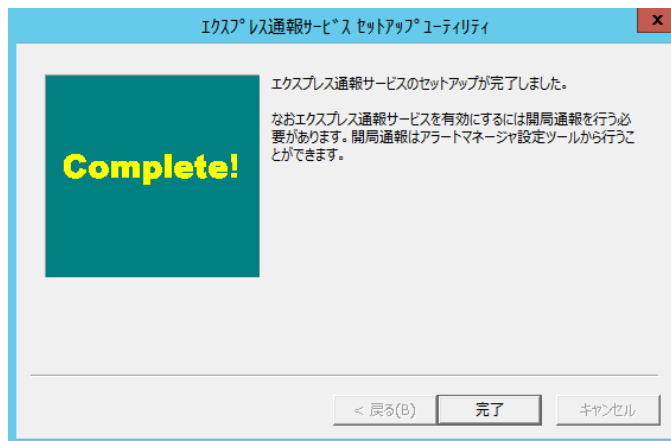 ｴｸｽﾌﾟﾚｽ通報ｻｰﾋﾞｽ ｾｯﾄｱｯﾌﾟﾕｰﾃｨﾘﾃｨ
x
Complete!
エクスプレス通報サービスのセットアップが完了しました。
なおエクスプレス通報サービスを有効にするには開局通報を行う必
要があります。開局通報はアラートマネージャ設定ツールから行うこ
とができます。
< 戻る(B)
完了
キャンセル